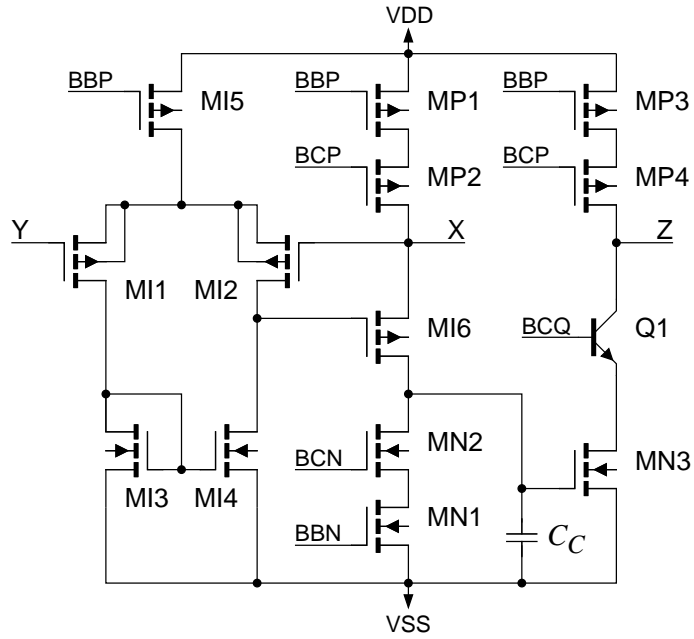 VDD
BBP MI5 BBP MP1 BBP MP3
BCP MP2 BCP MP4
Y X Z
MI1 MI2
MI6 BCQ Q1
MI3 MI4 BCN MN2 MN3
BBN MN1
CC
VSS